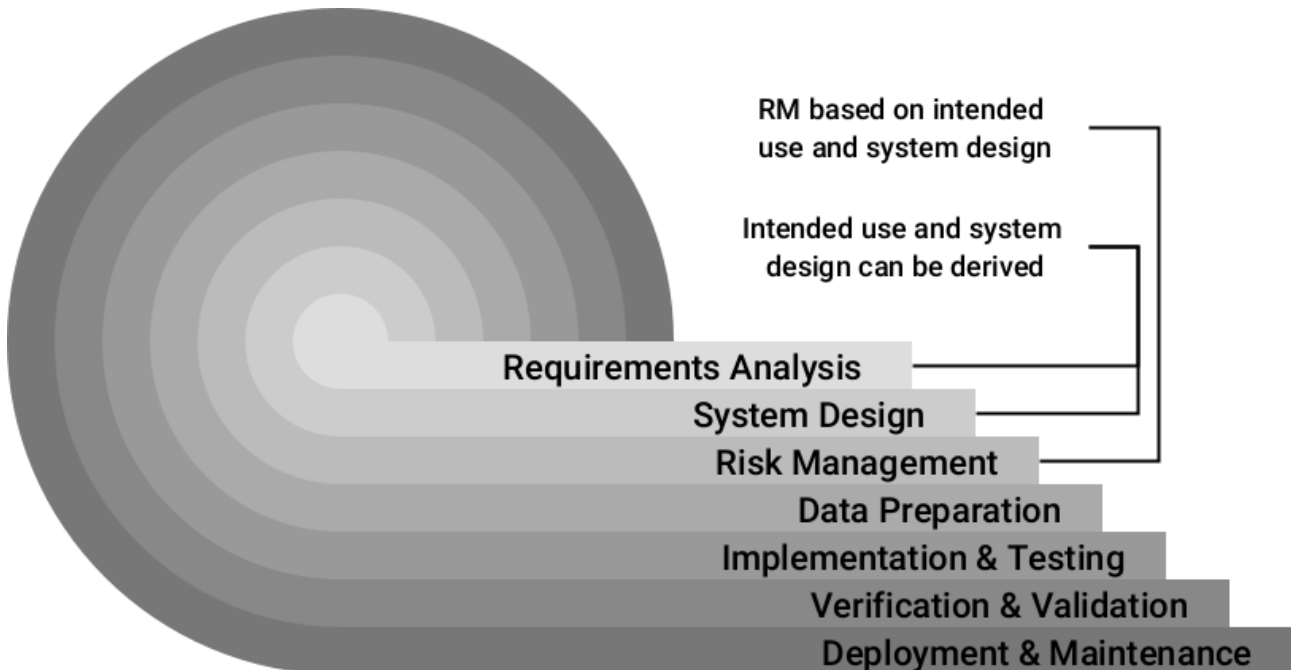 RM based on intended
use and system design
Intended use and system
design can be derived
Requirements Analysis
System Design
Risk Management
Data Preparation
Implementation & Testing
Verification & Validation
Deployment & Maintenance